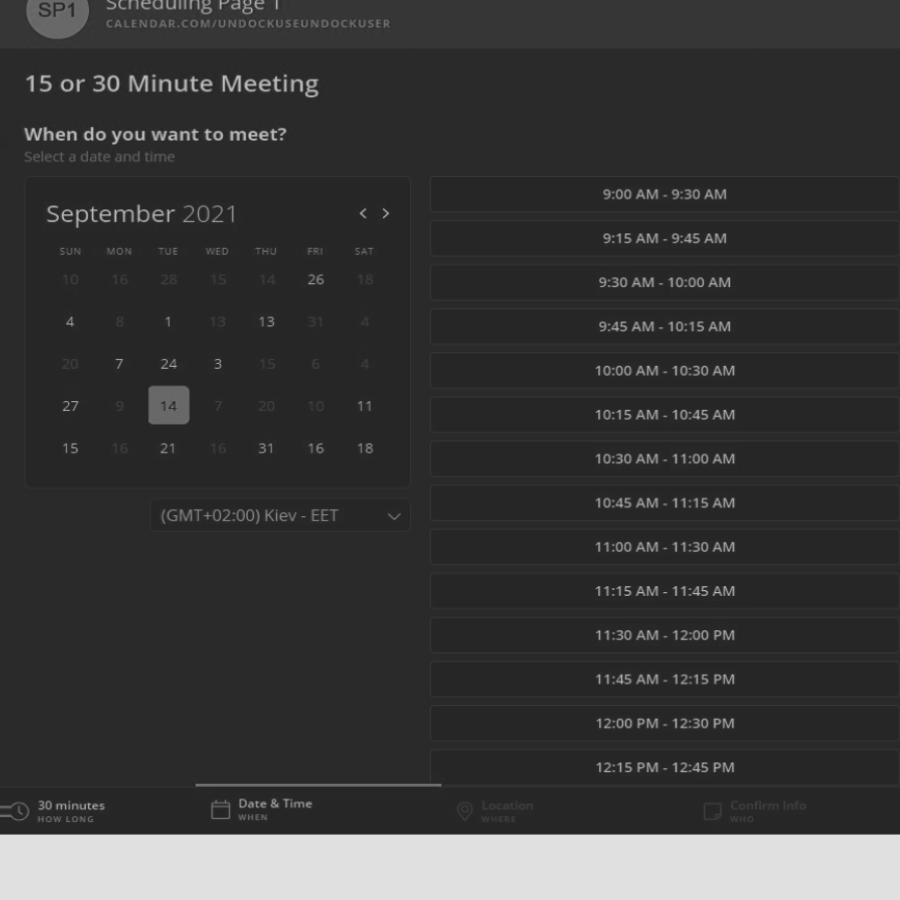 SP1
Scheduling Page 1
CALENDAR.COM/UNDOCKUSEUNDOCKUSER
15 or 30 Minute Meeting
When do you want to meet?
Select a date and time
September 2021
SUN MON TUE WED THU FRI SAT
10 16 28 15 14 26 18
4 8 1 13 13 31 4
20 7 24 3 15 6 4
27 9 14 7 20 10 11
15 16 21 16 31 16 18
(GMT+02:00) Kiev - EET
9:00 AM - 9:30 AM
9:15 AM - 9:45 AM
9:30 AM - 10:00 AM
9:45 AM - 10:15 AM
10:00 AM - 10:30 AM
10:15 AM - 10:45 AM
10:30 AM - 11:00 AM
10:45 AM - 11:15 AM
11:00 AM - 11:30 AM
11:15 AM - 11:45 AM
11:30 AM - 12:00 PM
11:45 AM - 12:15 PM
12:00 PM - 12:30 PM
12:15 PM - 12:45 PM
30 minutes
HOW LONG
Date & Time
WHEN
Location
WHERE
Confirm Info
WHO